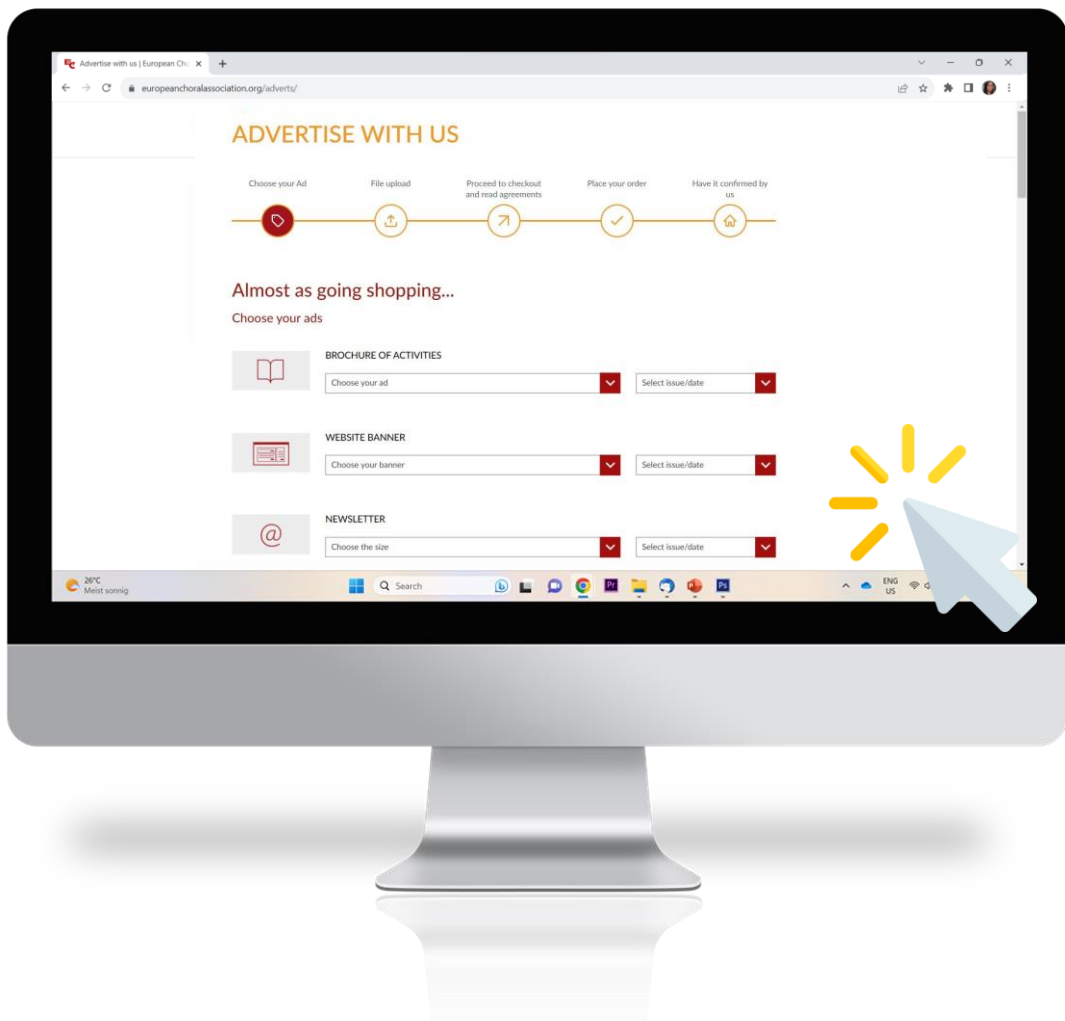 Advertise with us | European Cho
europeanchoralassociation.org/adverts/
ADVERTISE WITH US
Choose your Ad
File upload
Proceed to checkout
and read agreements
Place your order
Have it confirmed by
us
Almost as going shopping...
Choose your ads
BROCHURE OF ACTIVITIES
Choose your ad
Select issue/date
WEBSITE BANNER
Choose your banner
Select issue/date
@
NEWSLETTER
Choose the size
Select issue/date
26°C
Meist sonnig
Search
Pr
Ps
ENG
US